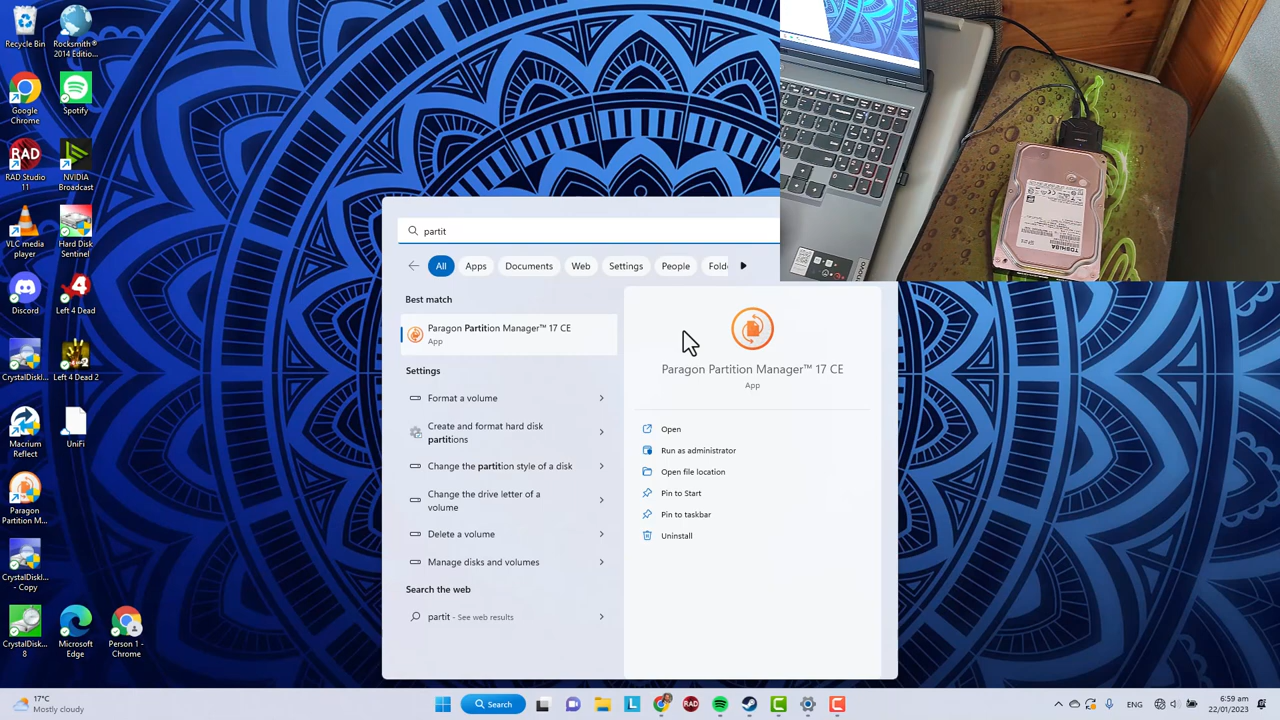 Recycle Bin
Rocksmith®
2014 Editio...
Google
Chrome
Spotify
RAD
RAD Studio
11
NVIDIA
Broadcast
VLC media
player
Hard Disk
Sentinel
Discord
Left 4 Dead
CrystalDiskI...
Left 4 Dead 2
Macrium
Reflect
UniFi
Paragon
Partition M...
CrystalDiskI...
- Copy
CrystalDisk...
8
Microsoft
Edge
Person 1 -
Chrome
partit
All
Apps
Documents
Web
Settings
People
Folde
Best match
Paragon Partition Manager™ 17 CE
App
Settings
Format a volume
Create and format hard disk
partitions
Change the partition style of a disk
Change the drive letter of a
volume
Delete a volume
Manage disks and volumes
Search the web
partit - See web results
Paragon Partition Manager™ 17 CE
App
Open
Run as administrator
Open file location
Pin to Start
Pin to taskbar
Uninstall
TOSHIBA
17°C
Mostly cloudy
Search
L
RAD
ENG
6:59 am
22/01/2023